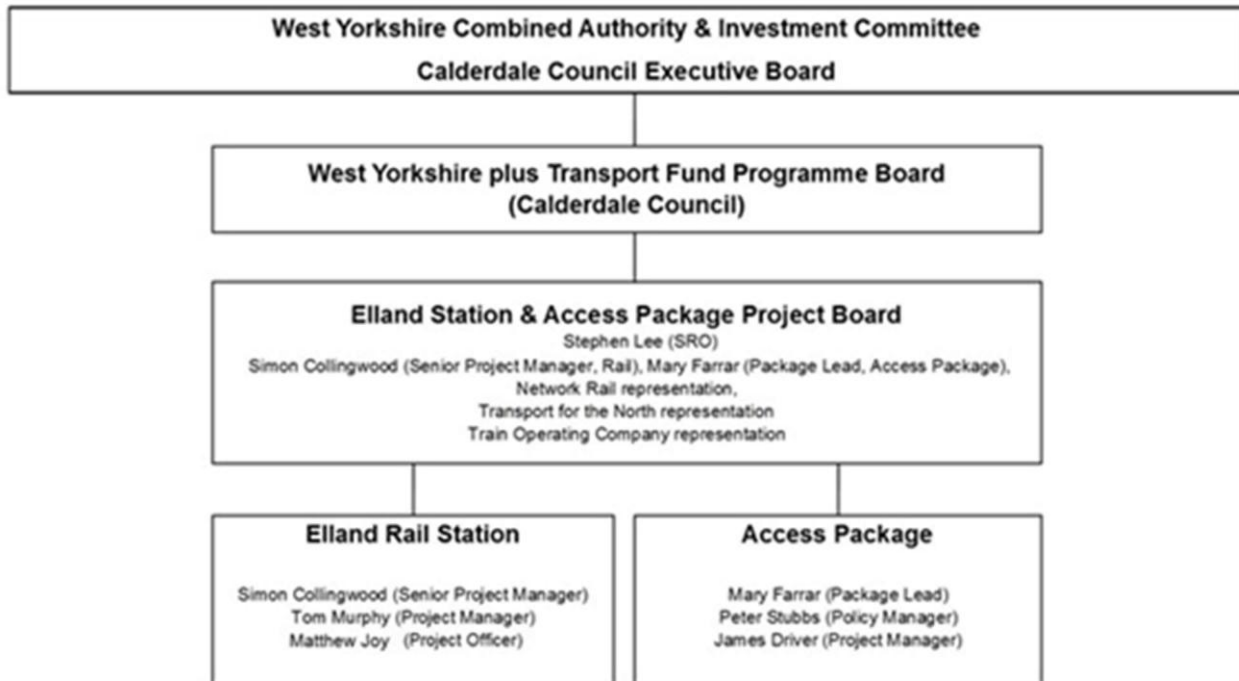 West Yorkshire Combined Authority & Investment Committee
Calderdale Council Executive Board
West Yorkshire plus Transport Fund Programme Board
(Calderdale Council)
Elland Station & Access Package Project Board
Stephen Lee (SRO)
Simon Collingwood (Senior Project Manager, Rail), Mary Farrar (Package Lead, Access Package),
Network Rail representation,
Transport for the North representation
Train Operating Company representation
Elland Rail Station
Simon Collingwood (Senior Project Manager)
Tom Murphy (Project Manager)
Matthew Joy (Project Officer)
Access Package
Mary Farrar (Package Lead)
Peter Stubbs (Policy Manager)
James Driver (Project Manager)